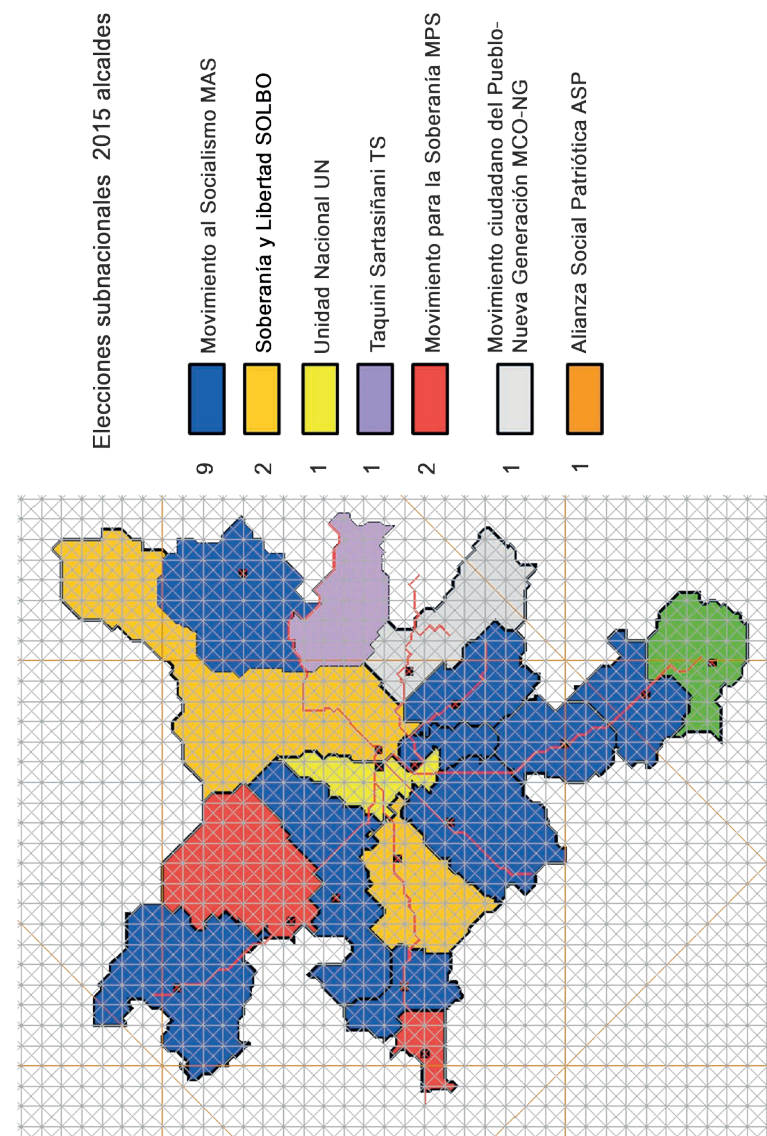 Elecciones subnacionales 2015 alcaldes
9 Movimiento al Socialismo MAS
2 Soberanía y Libertad SOLBO
1 Unidad Nacional UN
1 Taquini Sartasiñani TS
2 Movimiento para la Soberanía MPS
1 Movimiento ciudadano del Pueblo-
Nueva Generación MCO-NG
1 Alianza Social Patriótica ASP